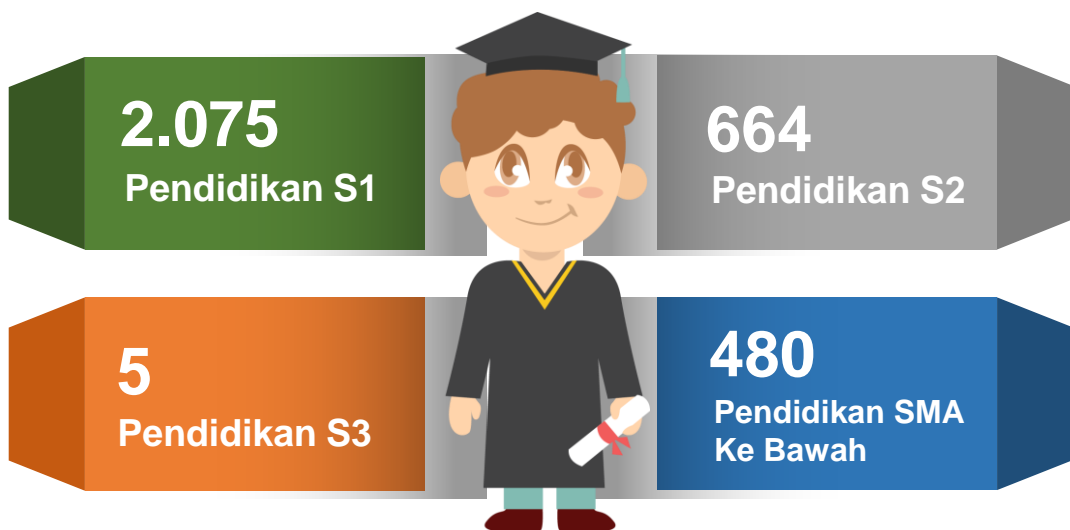 2.075
Pendidikan S1
664
Pendidikan S2
5
Pendidikan S3
480
Pendidikan SMA
Ke Bawah